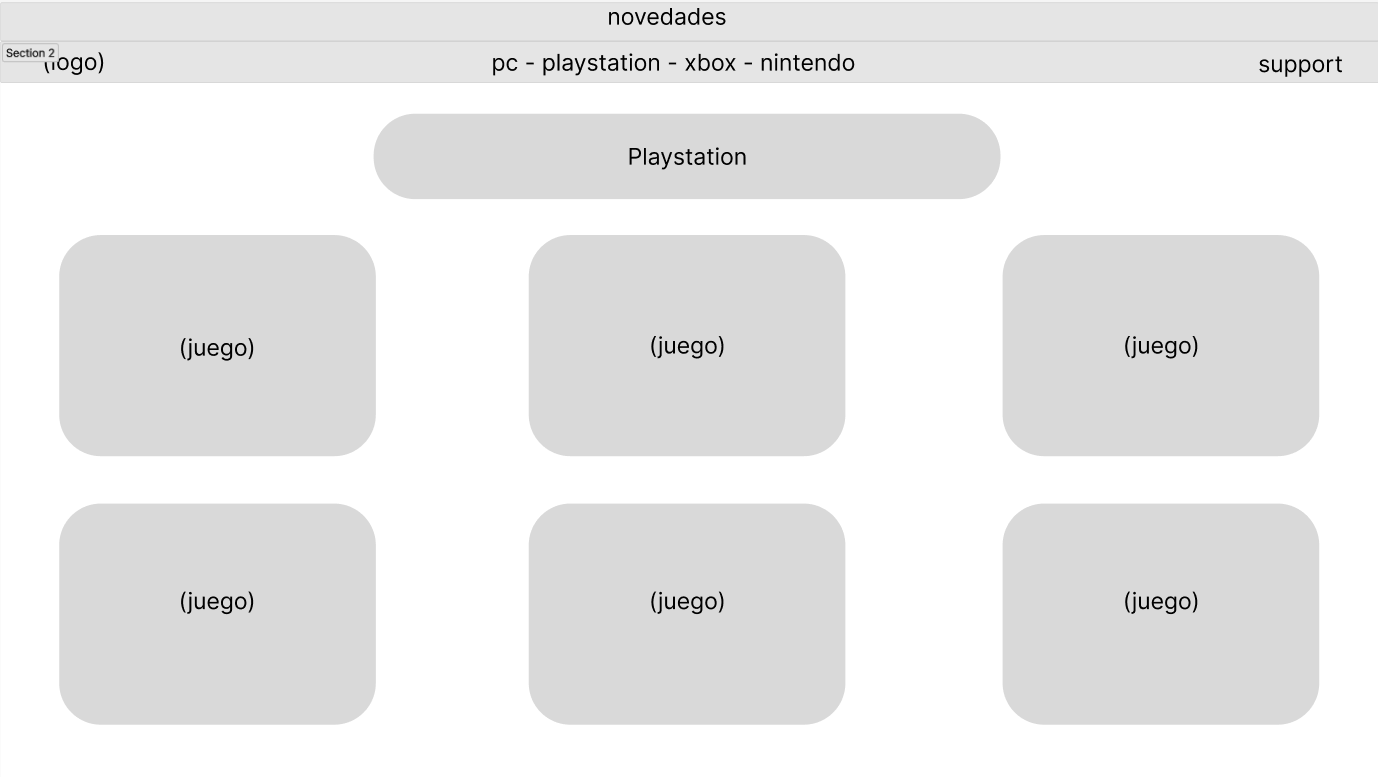 novedades
Section 2
(logo)
pc - playstation - xbox - nintendo
support
Playstation
(juego)
(juego)
(juego)
(juego)
(juego)
(juego)